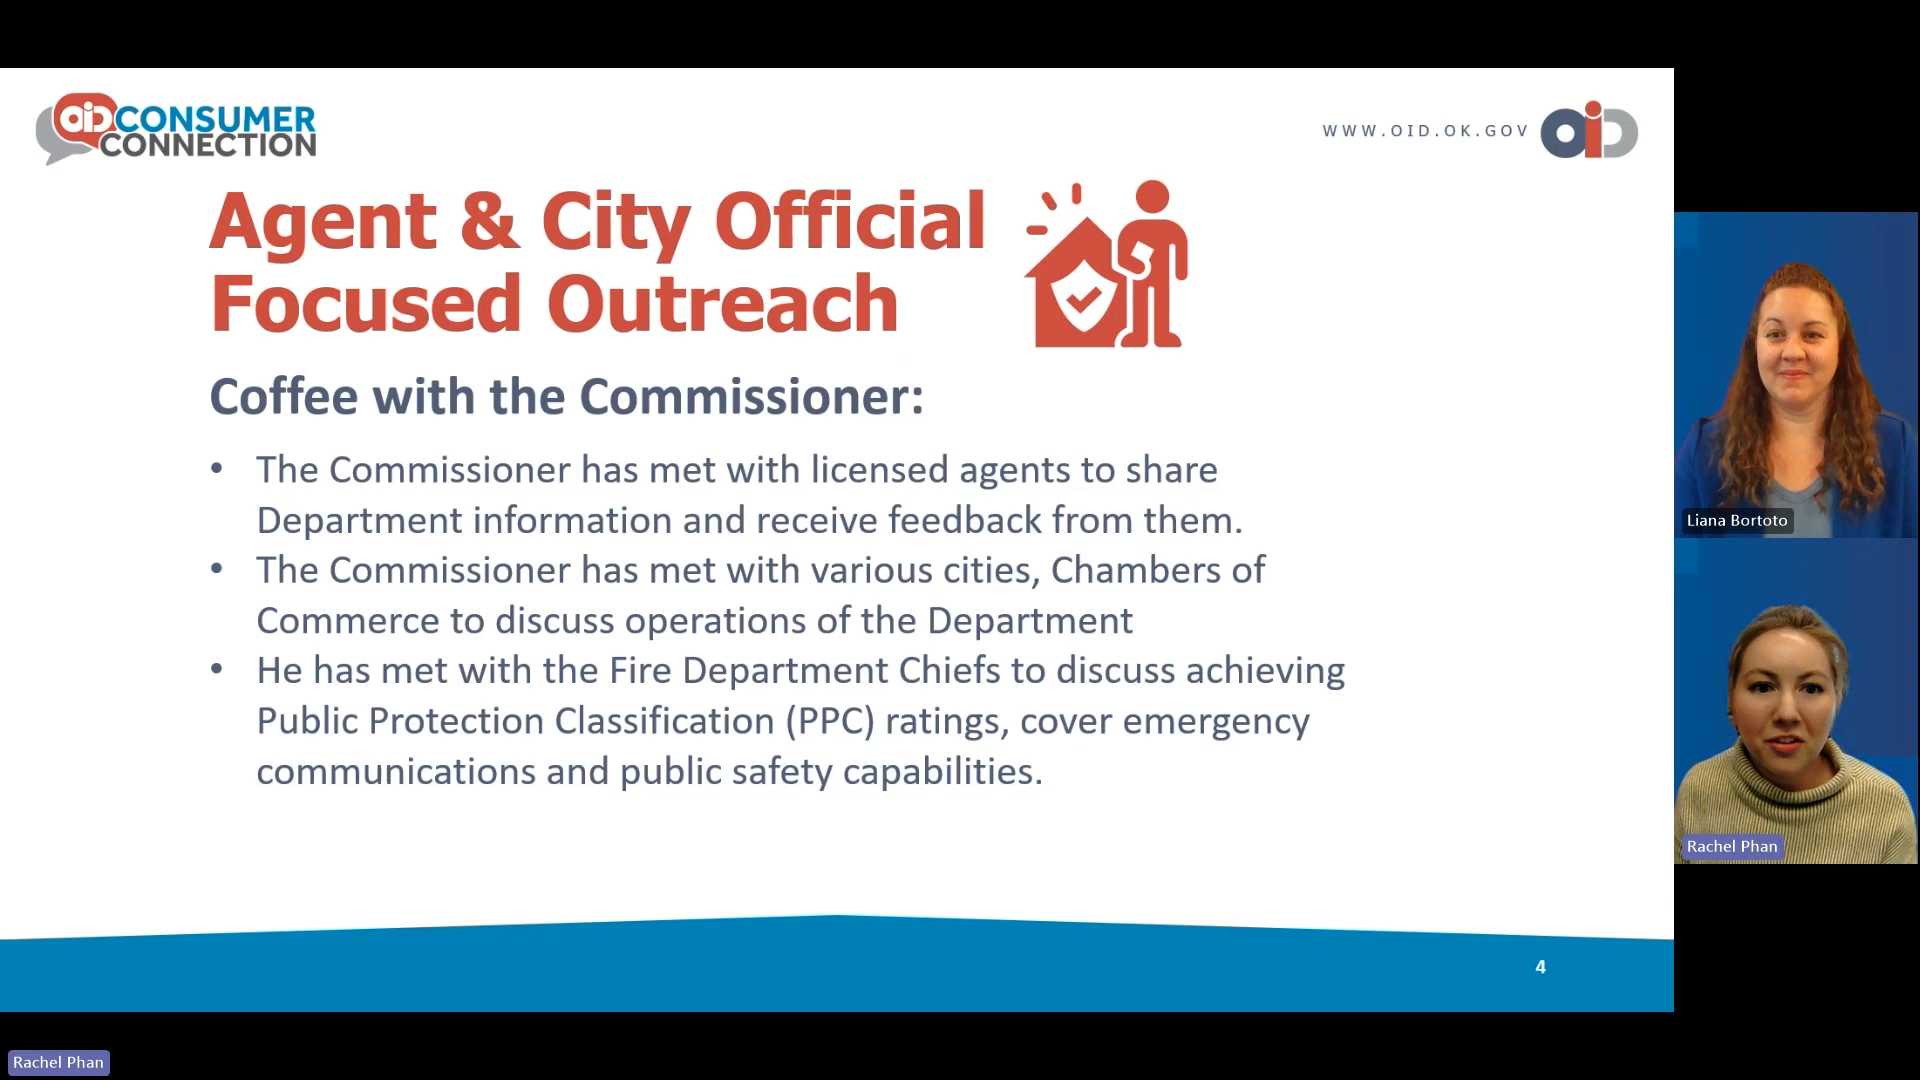 OID CONSUMER
CONNECTION
WWW.OID.OK.GOV OID
Agent & City Official
Focused Outreach
Coffee with the Commissioner:
• The Commissioner has met with licensed agents to share
Department information and receive feedback from them.
• The Commissioner has met with various cities, Chambers of
Commerce to discuss operations of the Department
• He has met with the Fire Department Chiefs to discuss achieving
Public Protection Classification (PPC) ratings, cover emergency
communications and public safety capabilities.
4
Liana Bortoto
Rachel Phan
Rachel Phan